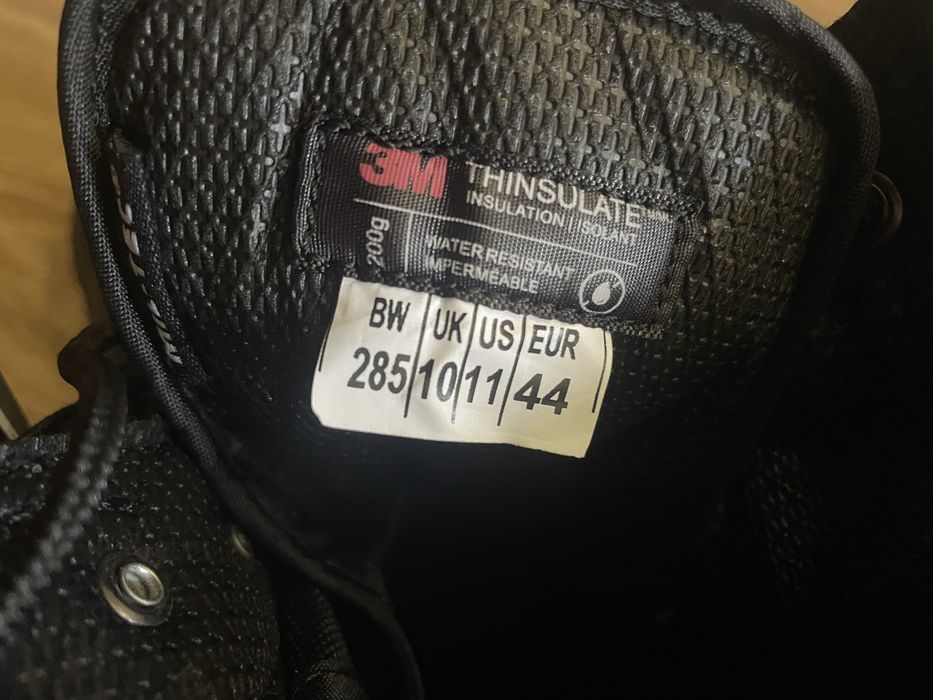 3M THINSULATE
INSULATION / ISOLANT
200g
WATER RESISTANT
IMPERMÉABLE
BW UK US EUR
285 10 11 44